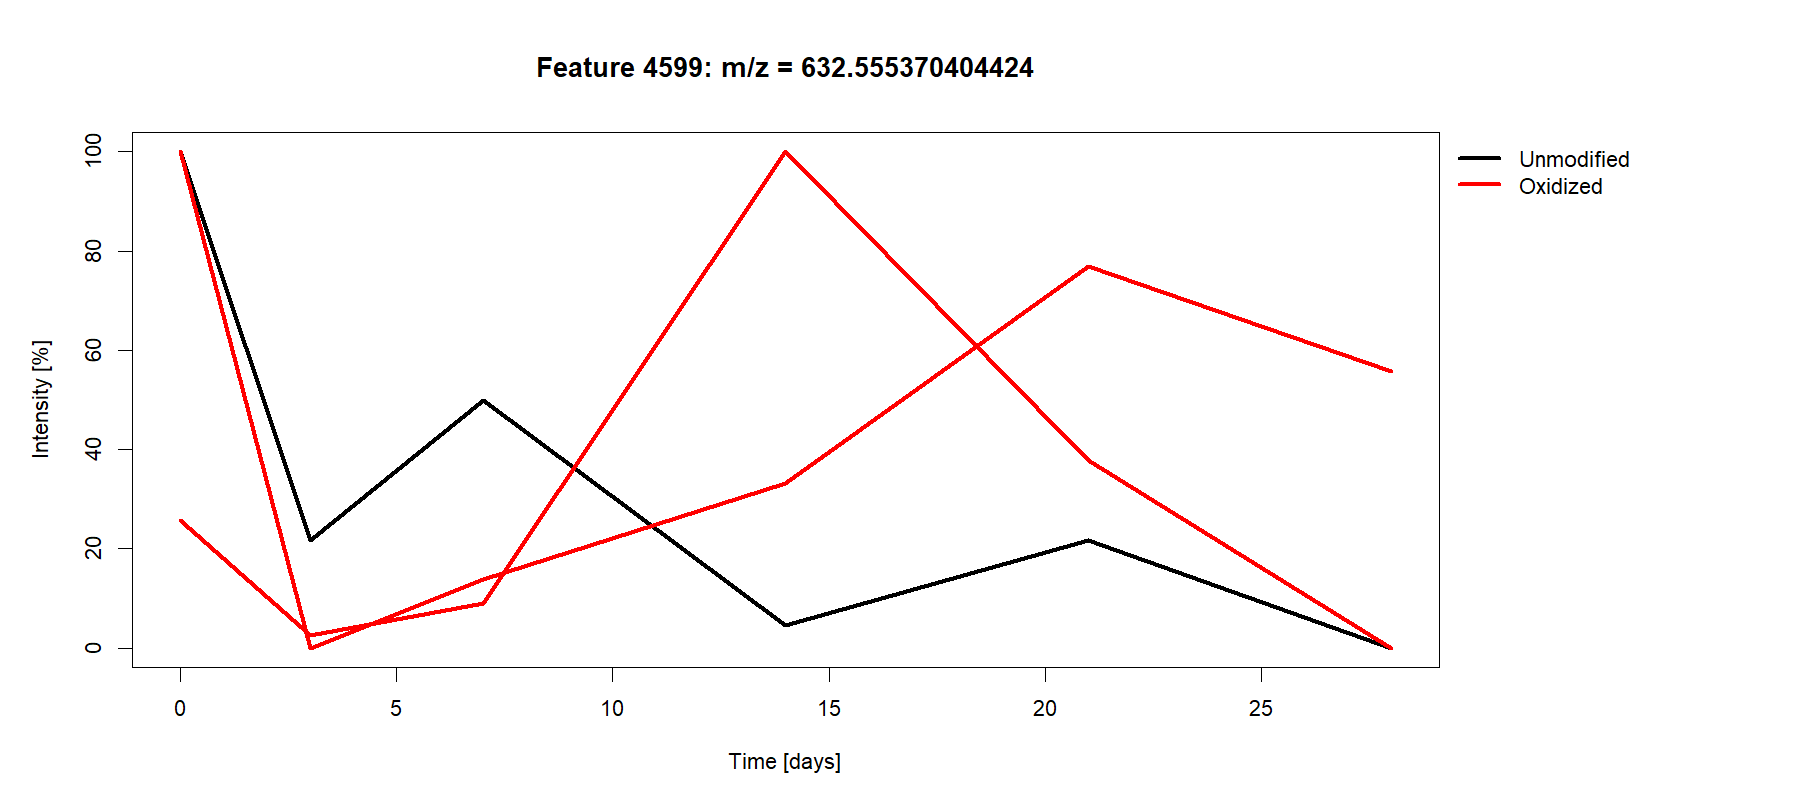 Feature 4599: m/z = 632.555370404424
Unmodified
Oxidized
Intensity [%]
100
80
60
40
20
0
0 5 10 15 20 25
Time [days]